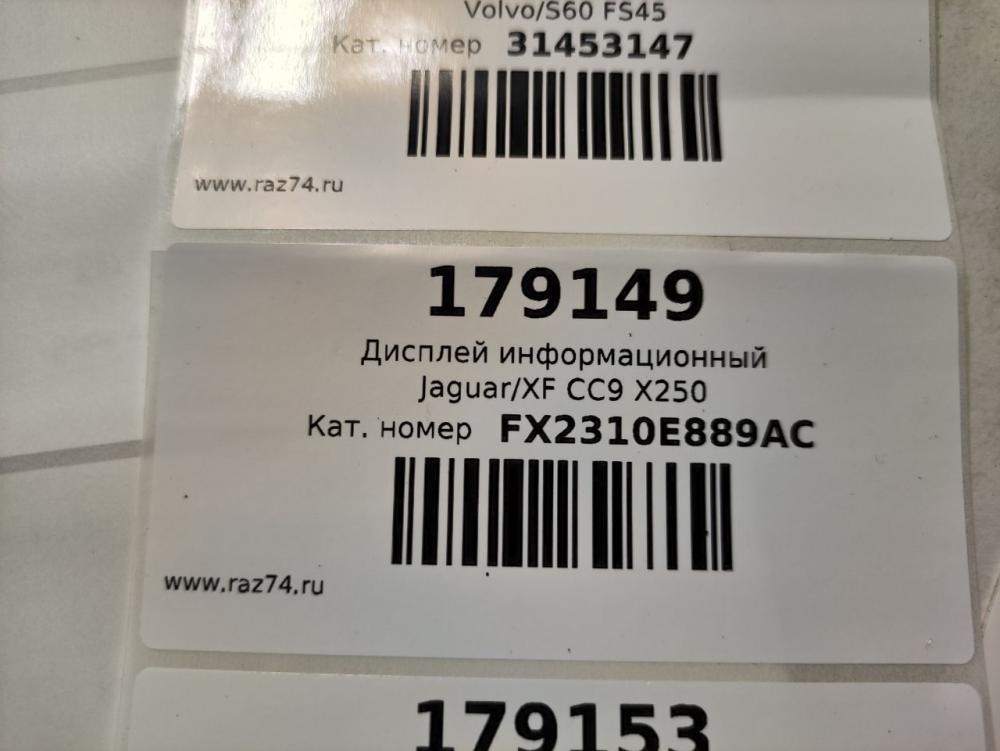 Volvo/S60 FS45
Кат. номер 31453147
www.raz74.ru
179149
Дисплей информационный
Jaguar/XF CC9 X250
Кат. номер FX2310E889AC
www.raz74.ru
179153